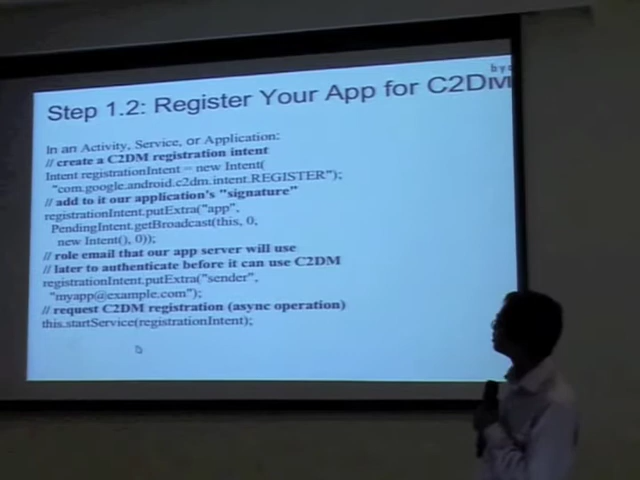 by
Step 1.2: Register Your App for C2DM
In an Activity, Service, or Application:
// create a C2DM registration intent
Intent registrationIntent = new Intent(
"com.google.android.c2dm.intent.REGISTER");
// add to it our application's "signature"
registrationIntent.putExtra("app",
PendingIntent.getBroadcast(this, 0,
new Intent(), 0));
// role email that our app server will use
// later to authenticate before it can use C2DM
registrationIntent.putExtra("sender",
"myapp@example.com");
// request C2DM registration (async operation)
this.startService(registrationIntent);